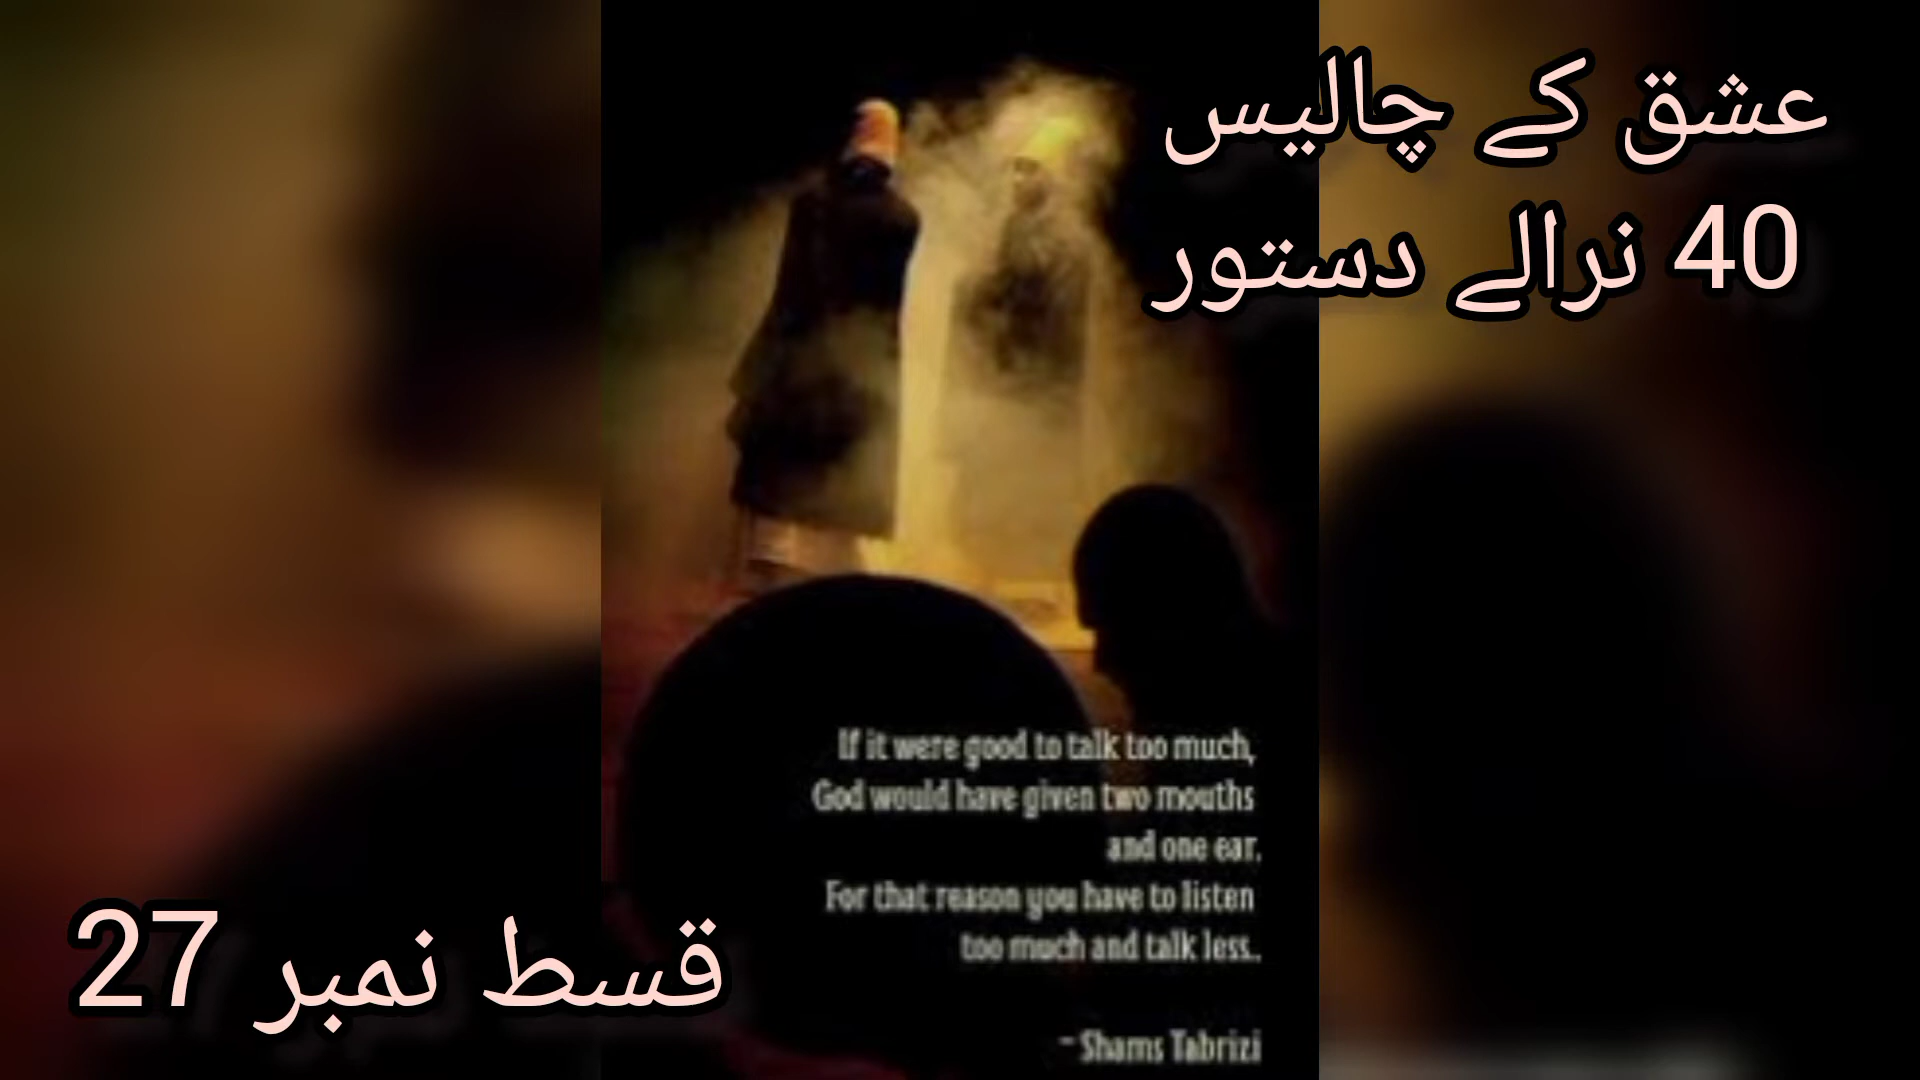 عشق کے چالیس
40 نرالے دستور
If it were good to talk too much,
God would have given two mouths
and one ear.
For that reason you have to listen
too much and talk less..
~ Shams Tabrizi
قسط نمبر 27